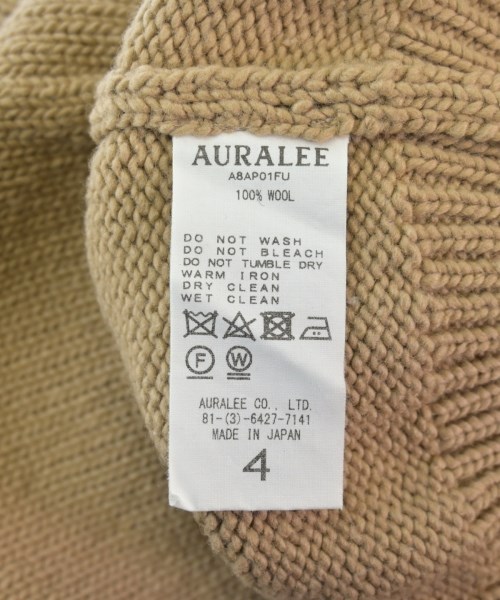 AURALEE
A8AP01FU
100% WOOL
DO NOT WASH
DO NOT BLEACH
DO NOT TUMBLE DRY
WARM IRON
DRY CLEAN
WET CLEAN
F W
AURALEE CO., LTD.
81-(3)-6427-7141
MADE IN JAPAN
4